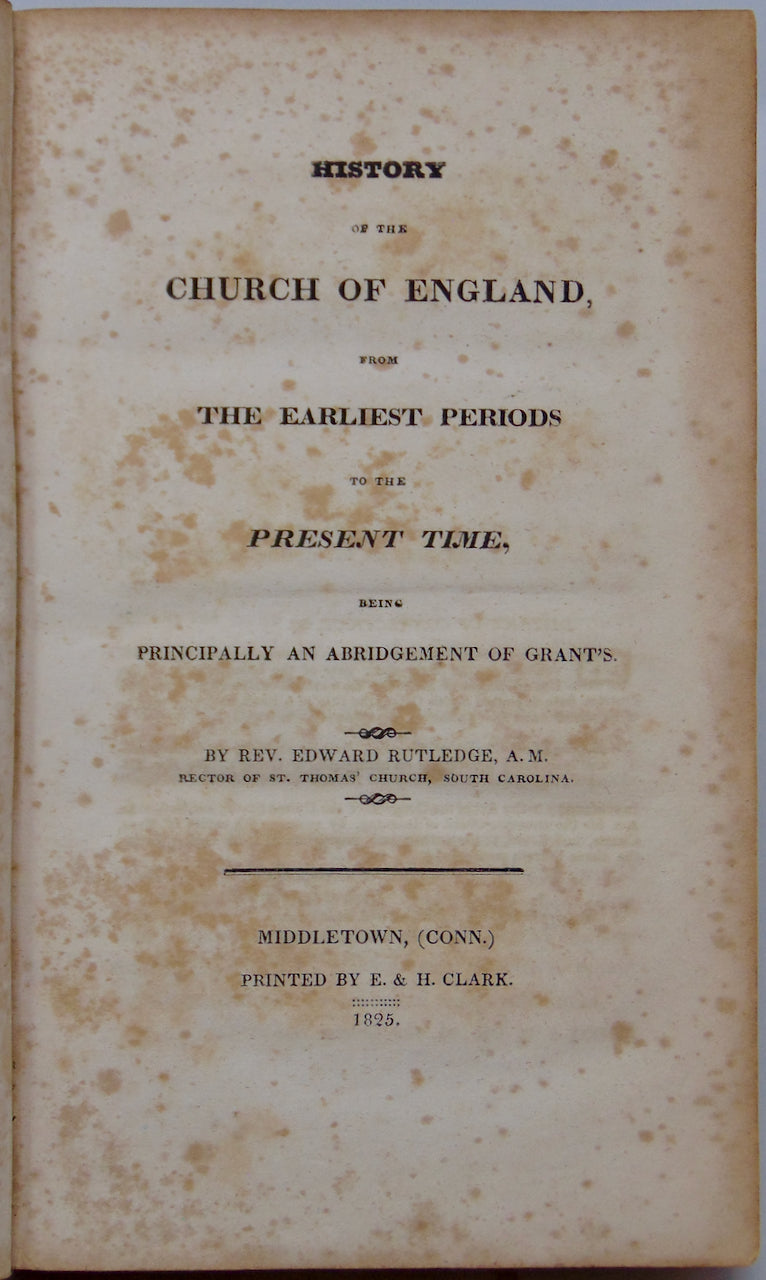 HISTORY
OF THE
CHURCH OF ENGLAND,
FROM
THE EARLIEST PERIODS
TO THE
PRESENT TIME,
BEING
PRINCIPALLY AN ABRIDGEMENT OF GRANT'S.
BY REV. EDWARD RUTLEDGE, A. M.
RECTOR OF ST. THOMAS' CHURCH, SOUTH CAROLINA.
MIDDLETOWN, (CONN.)
PRINTED BY E. & H. CLARK.
1825.